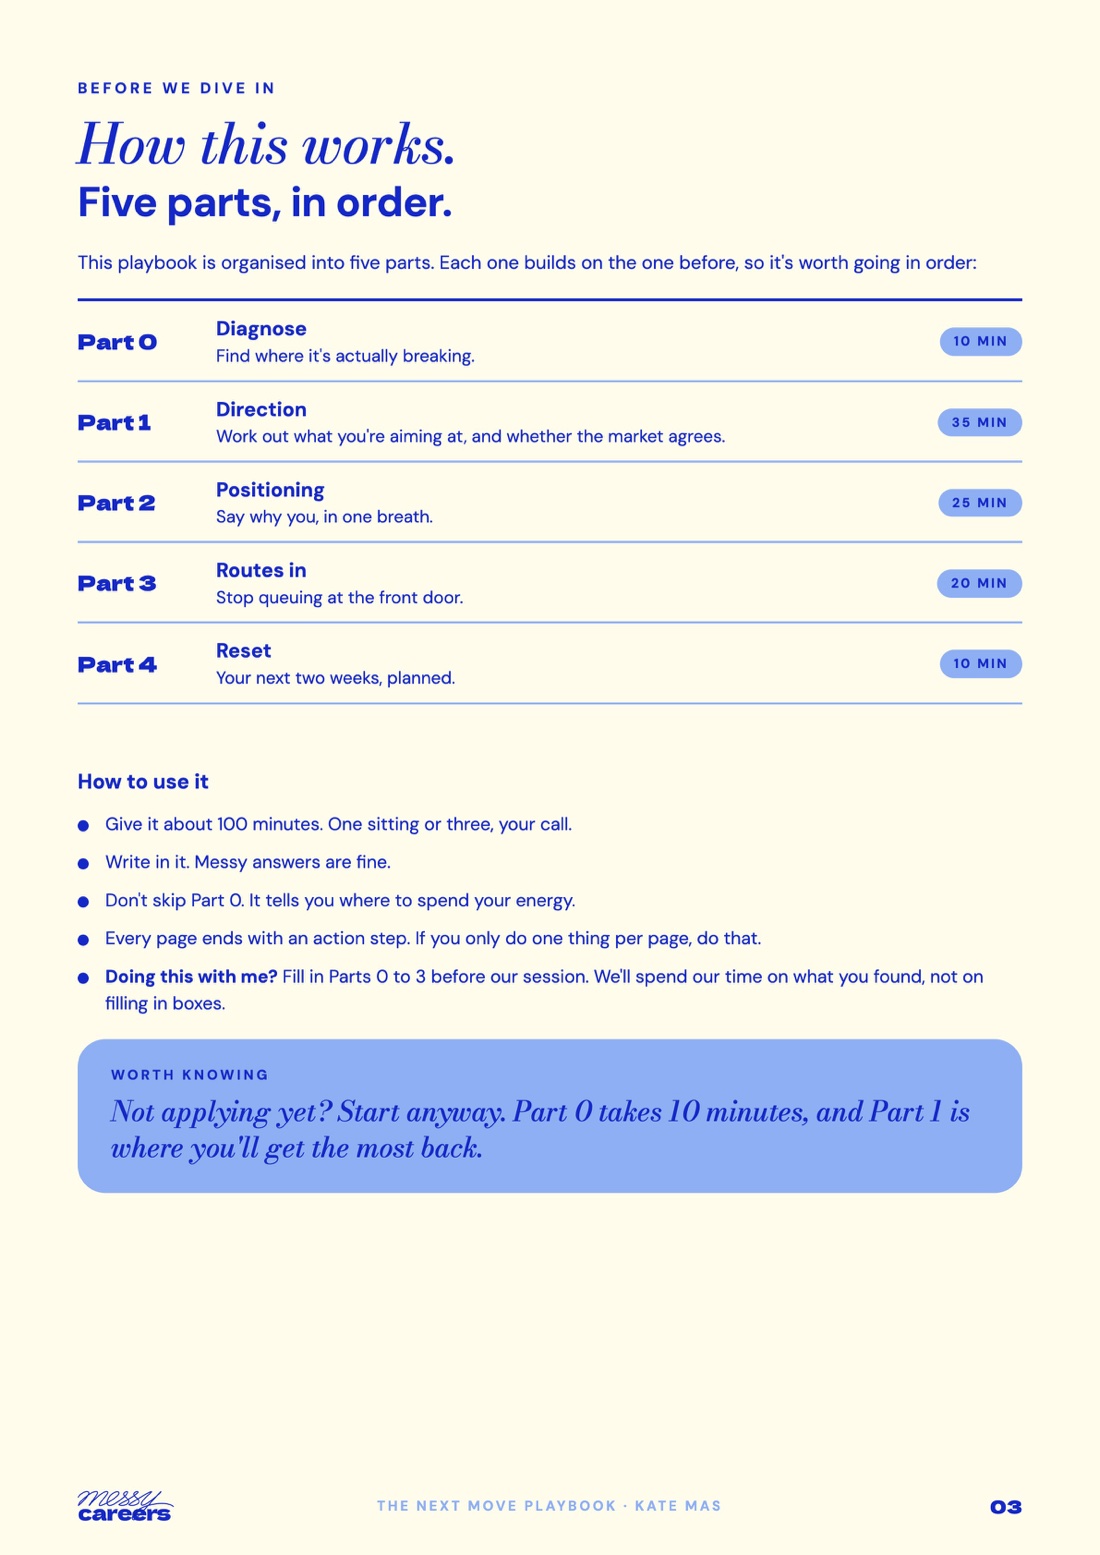 BEFORE WE DIVE IN
How this works.
Five parts, in order.
This playbook is organised into five parts. Each one builds on the one before, so it's worth going in order:
Part 0
Diagnose
Find where it's actually breaking.
10 MIN
Part 1
Direction
Work out what you're aiming at, and whether the market agrees.
35 MIN
Part 2
Positioning
Say why you, in one breath.
25 MIN
Part 3
Routes in
Stop queuing at the front door.
20 MIN
Part 4
Reset
Your next two weeks, planned.
10 MIN
How to use it
Give it about 100 minutes. One sitting or three, your call.
Write in it. Messy answers are fine.
Don't skip Part 0. It tells you where to spend your energy.
Every page ends with an action step. If you only do one thing per page, do that.
Doing this with me? Fill in Parts 0 to 3 before our session. We'll spend our time on what you found, not on
filling in boxes.
WORTH KNOWING
Not applying yet? Start anyway. Part 0 takes 10 minutes, and Part 1 is
where you'll get the most back.
messy
careers
THE NEXT MOVE PLAYBOOK · KATE MAS
03